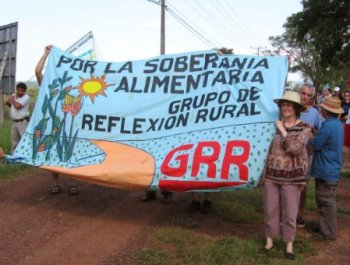 POR LA SOBERANIA
ALIMENTARIA
GRUPO DE
REFLEXION RURAL
GRR